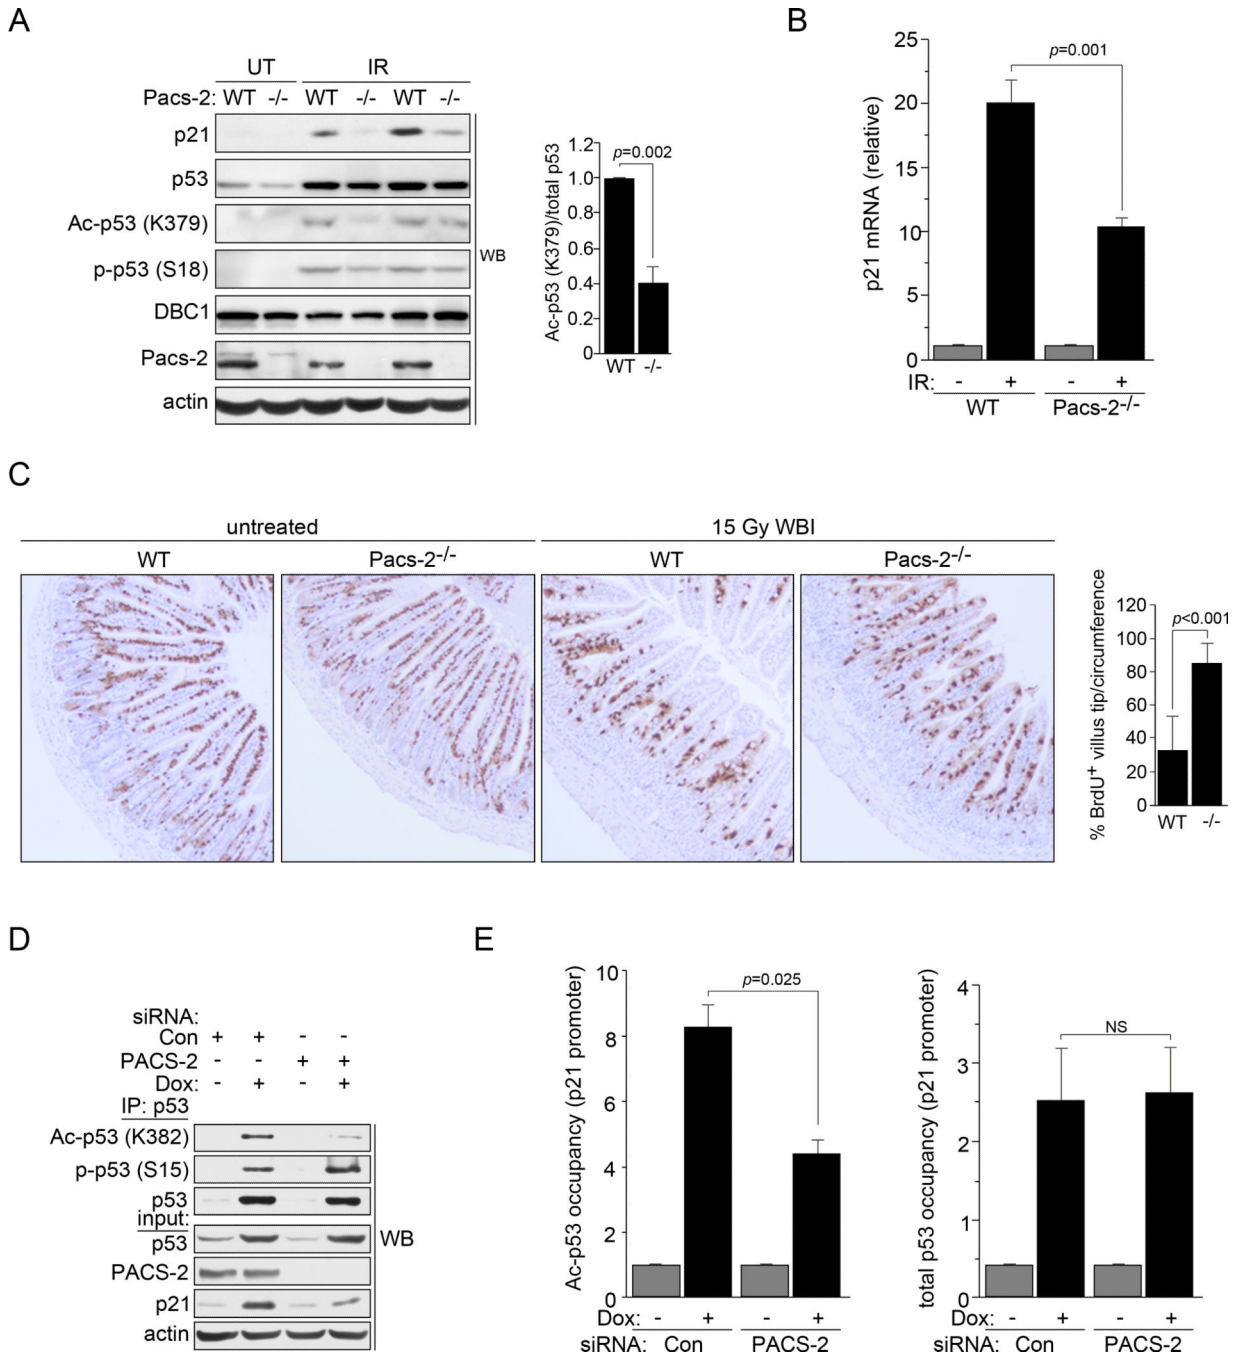 A
UT IR
Pacs-2: WT -/- WT -/- WT -/-
p21
p53
Ac-p53 (K379)
p-p53 (S18)
DBC1
Pacs-2
actin
WB
Ac-p53 (K379)/total p53
1.2
1.0
0.8
0.6
0.4
0.2
0
p=0.002
WT -/-
B
p21 mRNA (relative)
25
20
15
10
5
0
p=0.001
IR: - + - +
WT Pacs-2-/-
C
untreated 15 Gy WBI
WT Pacs-2-/- WT Pacs-2-/-
% BrdU+ villus tip/circumference
120
100
80
60
40
20
0
p<0.001
WT -/-
D
siRNA:
Con + + - -
PACS-2 - - + +
Dox: - + - +
IP: p53
Ac-p53 (K382)
p-p53 (S15)
p53
input:
p53
PACS-2
p21
actin
WB
E
Ac-p53 occupancy (p21 promoter)
10
8
6
4
2
0
p=0.025
Dox: - + - +
siRNA: Con PACS-2
total p53 occupancy (p21 promoter)
4
3
2
1
0
NS
Dox: - + - +
siRNA: Con PACS-2